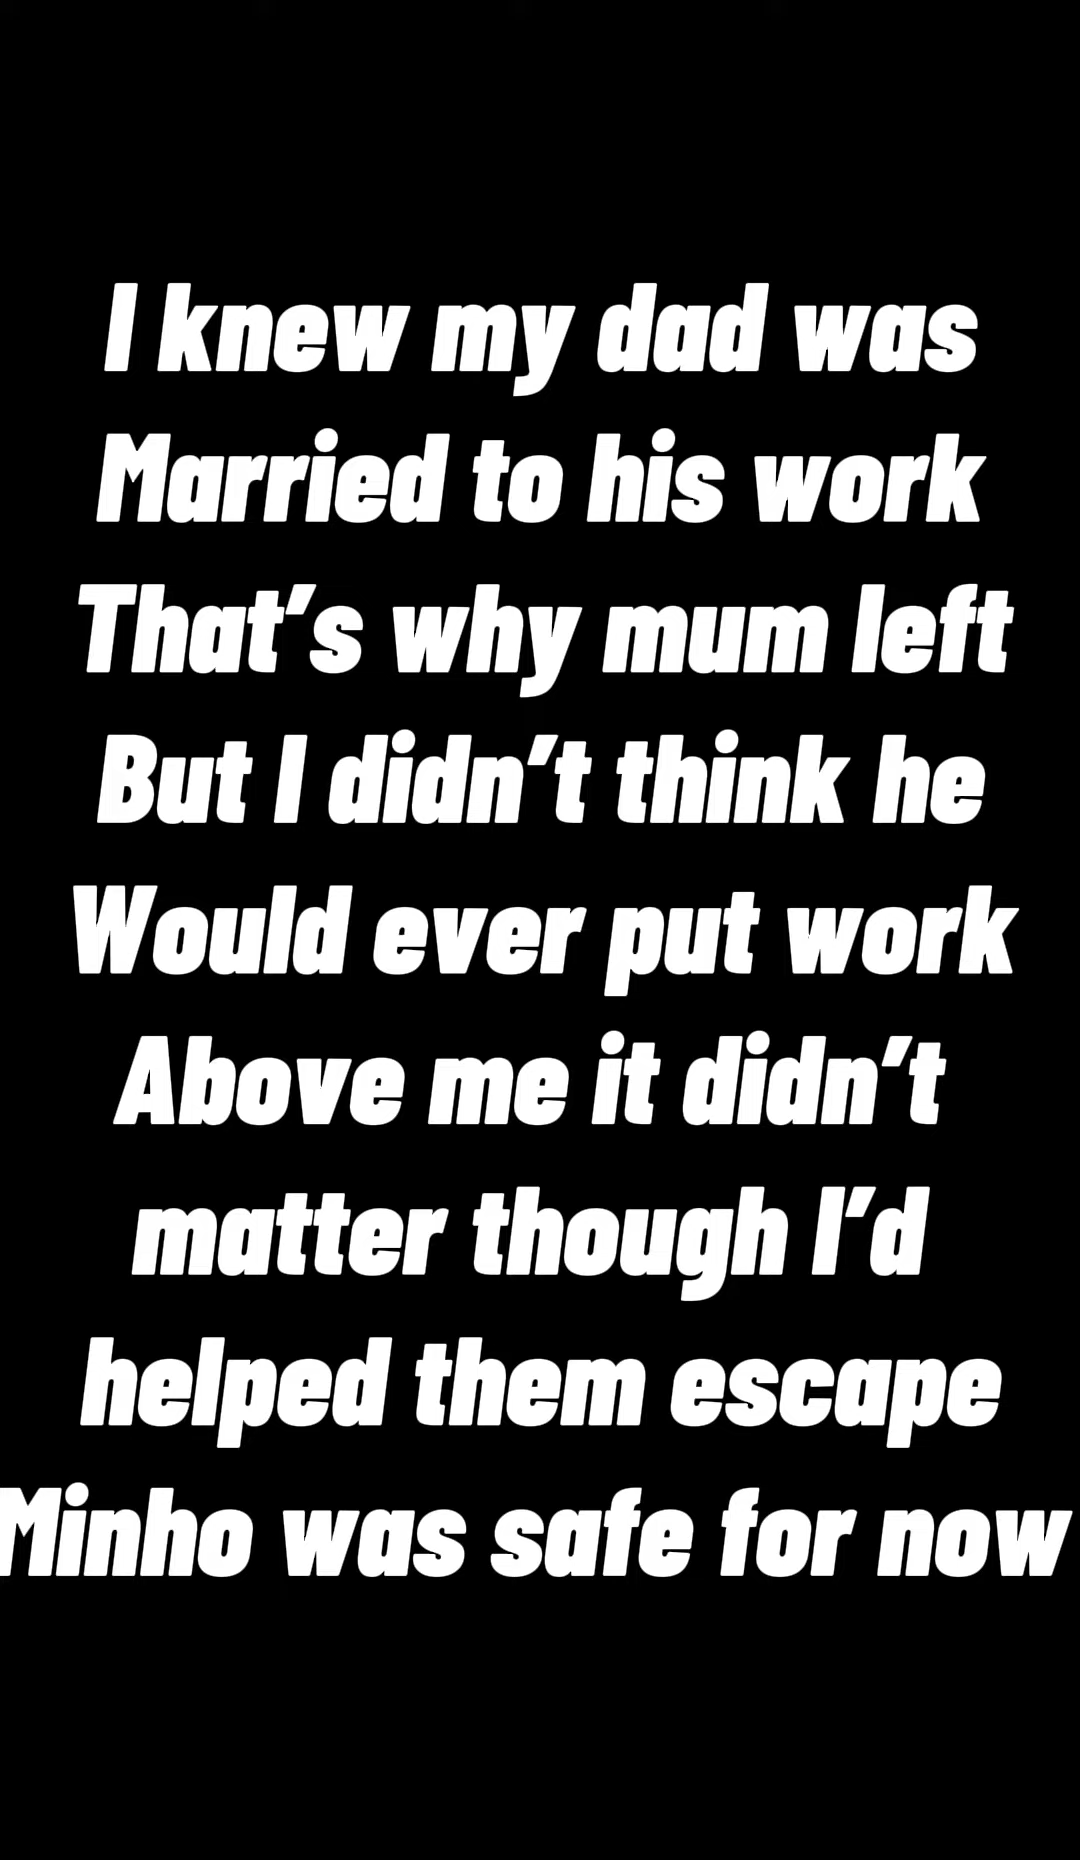 I knew my dad was
Married to his work
That's why mum left
But I didn't think he
Would ever put work
Above me it didn't
matter though I'd
helped them escape
Minho was safe for now